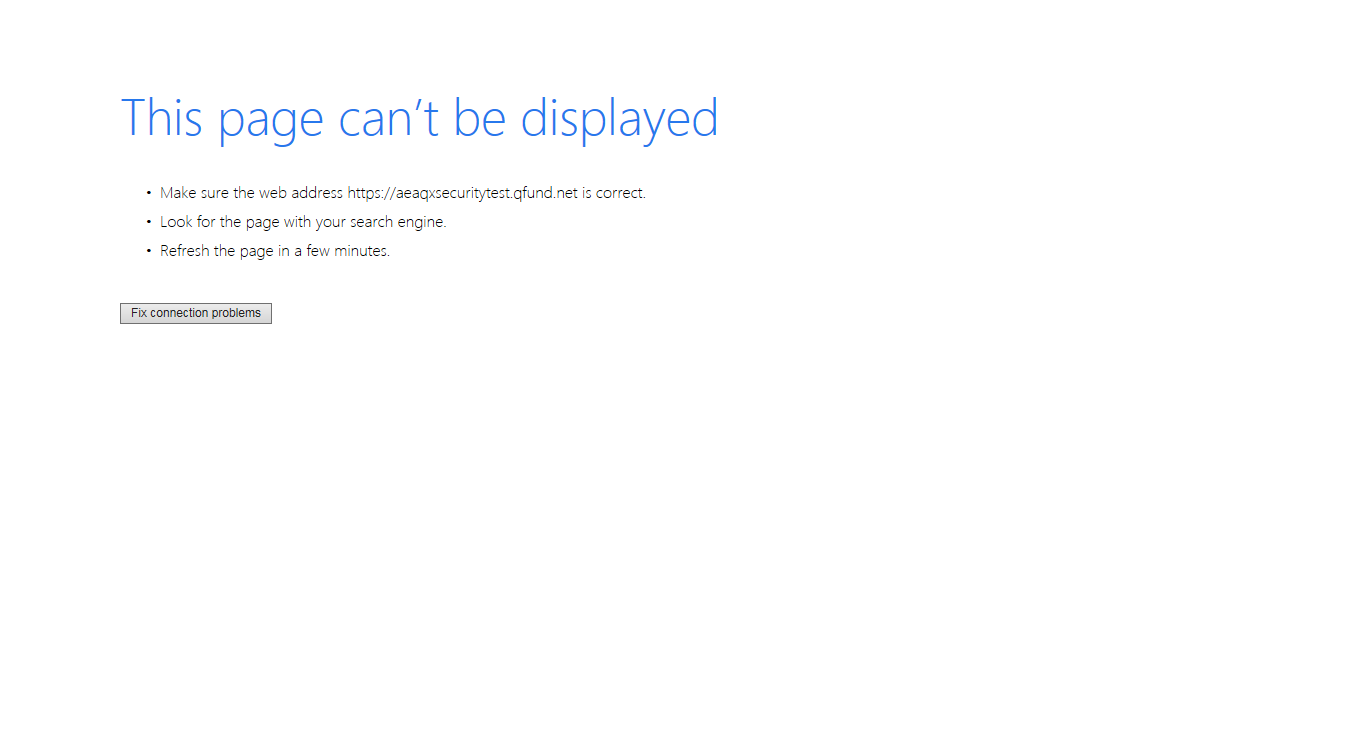 This page can’t be displayed
• Make sure the web address https://aeaqxsecuritytest.qfund.net is correct.
• Look for the page with your search engine.
• Refresh the page in a few minutes.
Fix connection problems